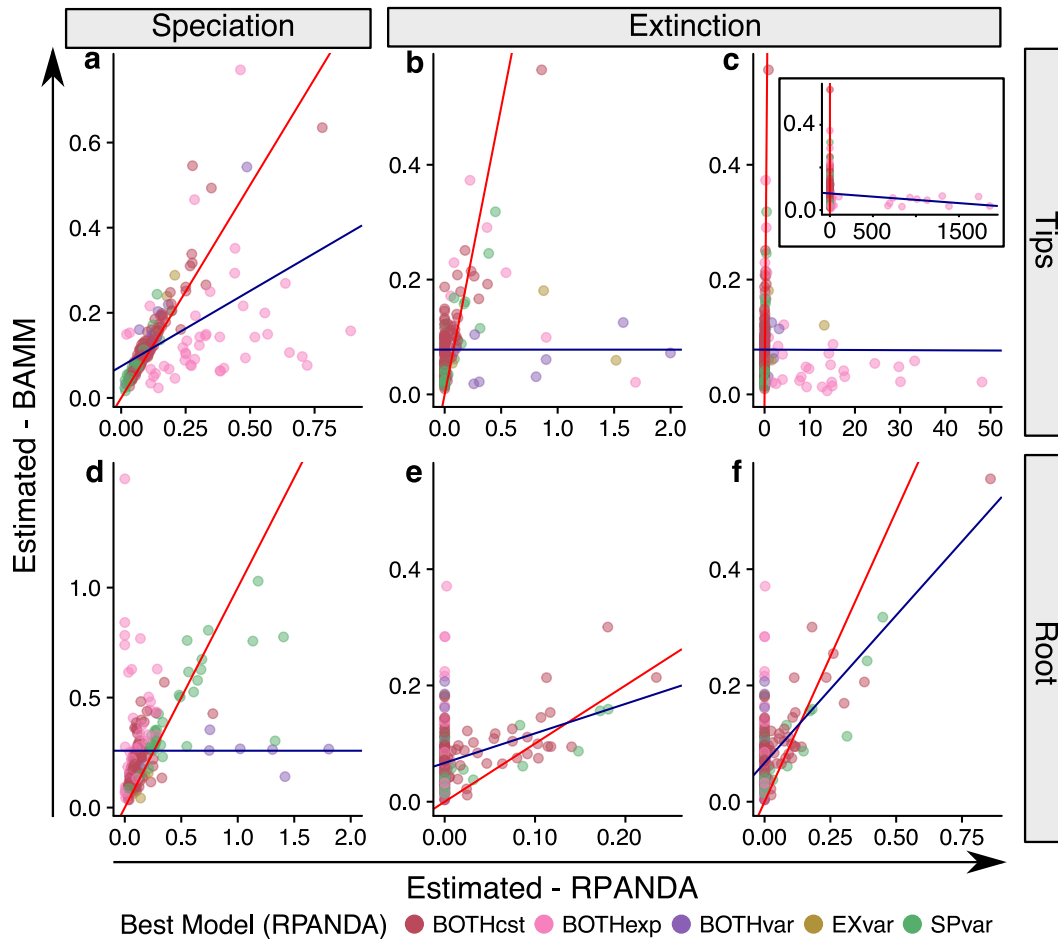 Speciation
Extinction
a
b
c
0.6
0.4
0.2
0.0
0.4
0.2
0.0
0.4
0.2
0.0
0.4
0.0
0 500 1500
0.00 0.25 0.50 0.75
0.0 0.5 1.0 1.5 2.0
0 10 20 30 40 50
Tips
Estimated - BAMM
d
e
f
1.0
0.5
0.0
0.4
0.2
0.0
0.4
0.2
0.0
0.0 0.5 1.0 1.5 2.0
0.00 0.10 0.20
0.00 0.25 0.50 0.75
Root
Estimated - RPANDA
Best Model (RPANDA) BOTHcst BOTHexp BOTHvar EXvar SPvar